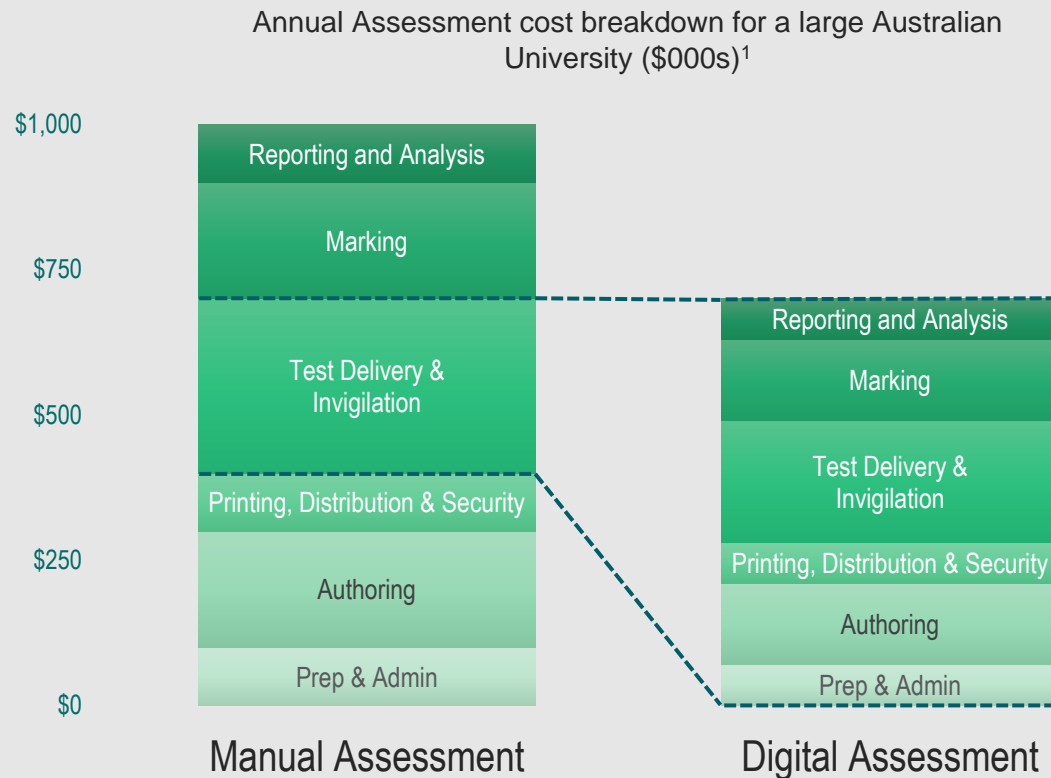 Annual Assessment cost breakdown for a large Australian
University ($000s)1
$1,000
$750
$500
$250
$0
Reporting and Analysis
Marking
Test Delivery &
Invigilation
Printing, Distribution & Security
Authoring
Prep & Admin
Manual Assessment
Reporting and Analysis
Marking
Test Delivery &
Invigilation
Printing, Distribution & Security
Authoring
Prep & Admin
Digital Assessment